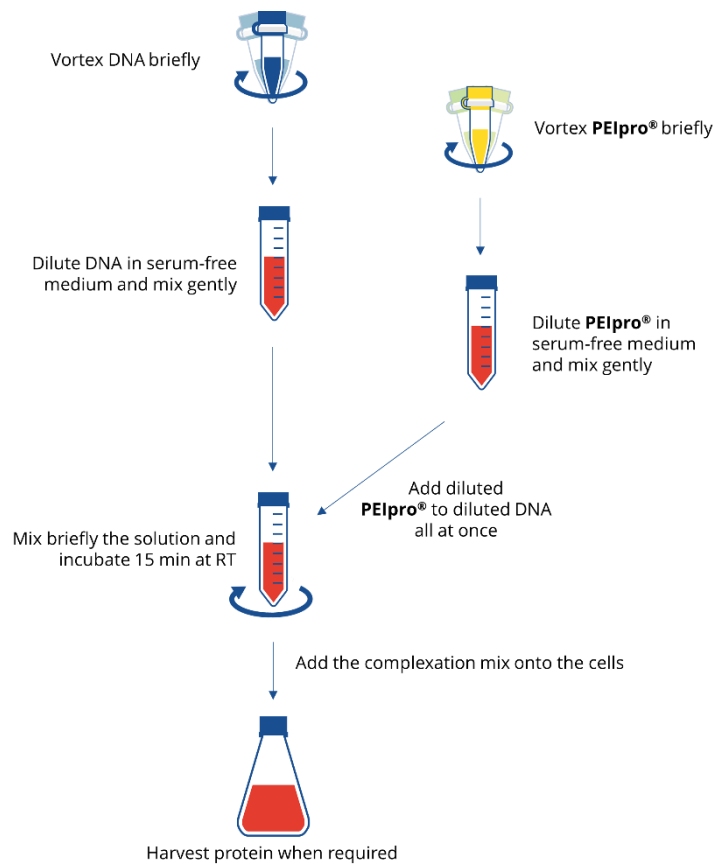 Vortex DNA briefly
Vortex PEIpro® briefly
Dilute DNA in serum-free
medium and mix gently
Dilute PEIpro® in
serum-free medium
and mix gently
Add diluted
PEIpro® to diluted DNA
all at once
Mix briefly the solution and
incubate 15 min at RT
Add the complexation mix onto the cells
Harvest protein when required